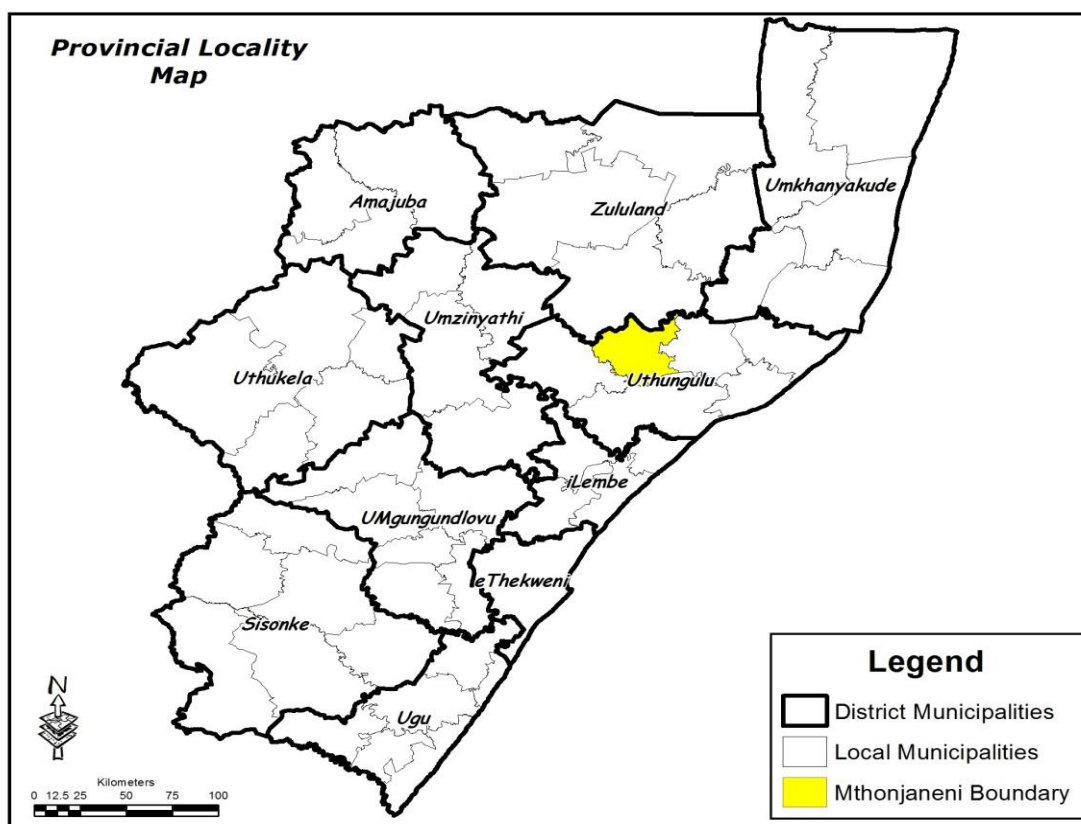 Provincial Locality
Map
Umkhanyakude
Amajuba
Zululand
Umzinyathi
Uthukela
Uthungulu
iLembe
UMgungundlovu
eThekweni
Sisonke
Ugu
N
Kilometers
0 12.5 25 50 75 100
Legend
District Municipalities
Local Municipalities
Mthonjaneni Boundary